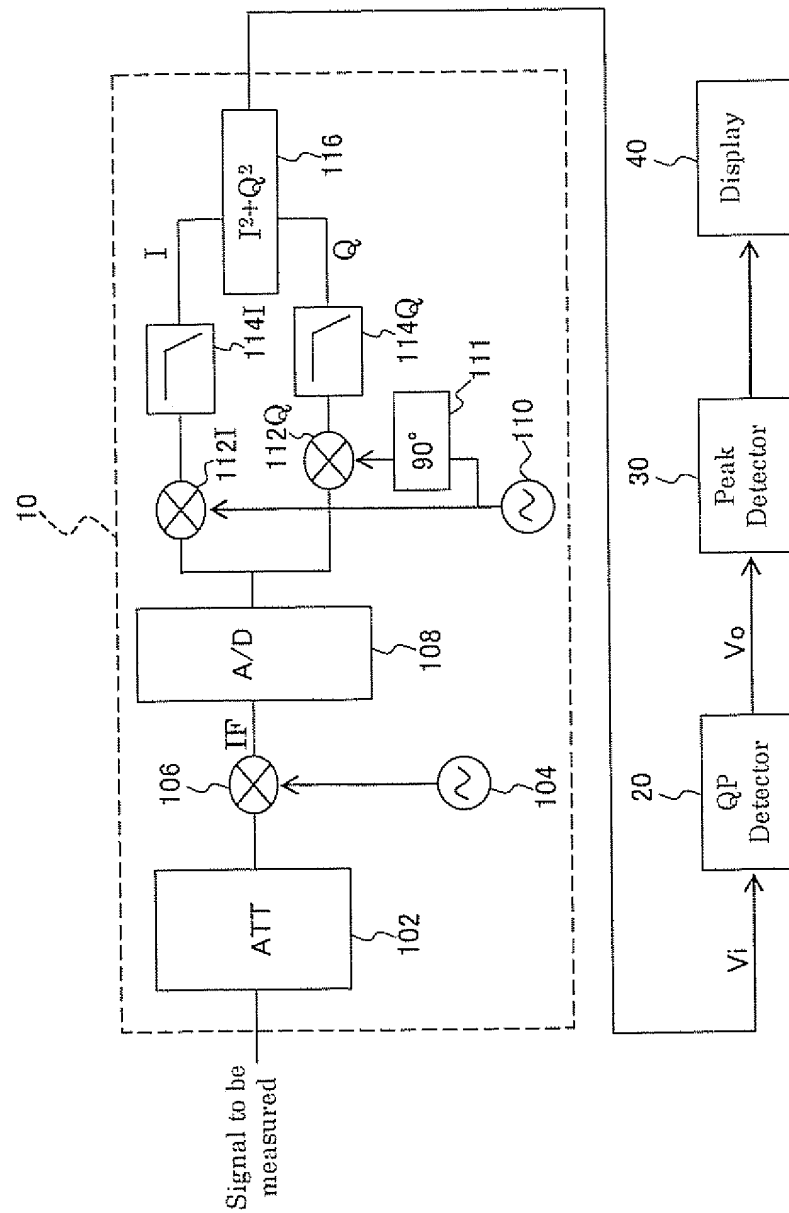 10
Signal to be
measured
ATT
102
106
IF
104
A/D
108
112I
112Q
90°
111
110
114I
114Q
I
Q
I²+Q²
116
Vi
20
QP
Detector
Vo
30
Peak
Detector
40
Display